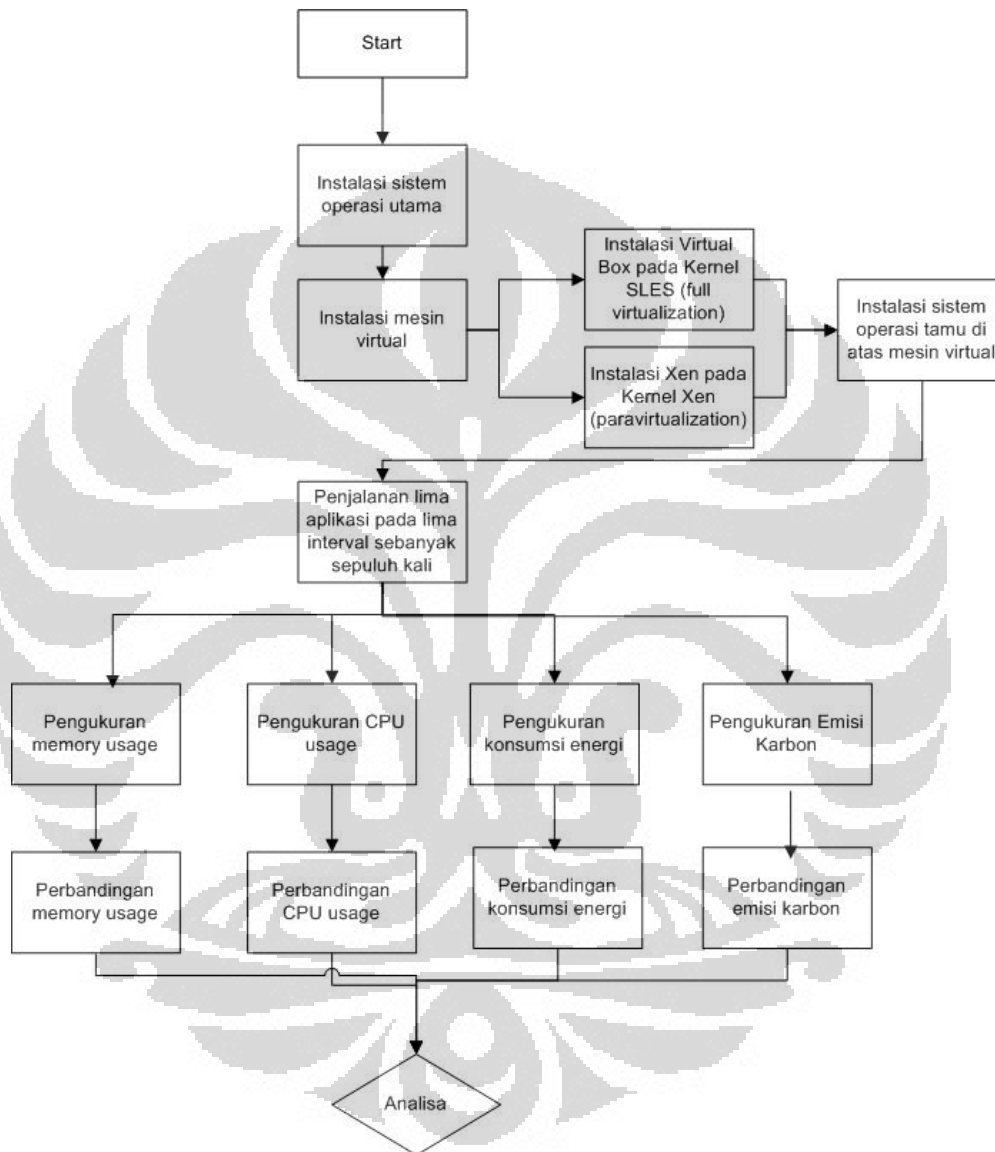 Start
Instalasi sistem
operasi utama
Instalasi mesin
virtual
Instalasi Virtual
Box pada Kernel
SLES (full
virtualization)
Instalasi Xen pada
Kernel Xen
(paravirtualization)
Instalasi sistem
operasi tamu di
atas mesin virtual
Penjalanan lima
aplikasi pada lima
interval sebanyak
sepuluh kali
Pengukuran
memory usage
Pengukuran CPU
usage
Pengukuran
konsumsi energi
Pengukuran Emisi
Karbon
Perbandingan
memory usage
Perbandingan
CPU usage
Perbandingan
konsumsi energi
Perbandingan
emisi karbon
Analisa